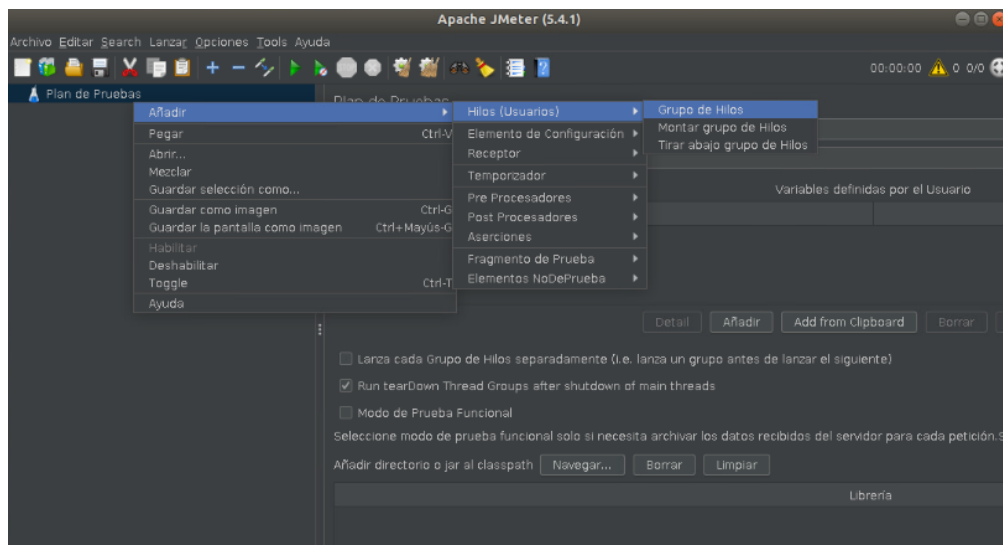 Apache JMeter (5.4.1)
Archivo Editar Search Lanzar Opciones Tools Ayuda
00:00:00 0 0/0
Plan de Pruebas
Plan de Pruebas
Añadir
Pegar Ctrl-V
Abrir...
Mezclar
Guardar selección como...
Guardar como imagen Ctrl-G
Guardar la pantalla como imagen Ctrl+Mayús-G
Habilitar
Deshabilitar
Toggle Ctrl-T
Ayuda
Hilos (Usuarios)
Elemento de Configuración
Receptor
Temporizador
Pre Procesadores
Post Procesadores
Aserciones
Fragmento de Prueba
Elementos NoDePrueba
Grupo de Hilos
Montar grupo de Hilos
Tirar abajo grupo de Hilos
Variables definidas por el Usuario
Detail Añadir Add from Clipboard Borrar
Lanza cada Grupo de Hilos separadamente (i.e. lanza un grupo antes de lanzar el siguiente)
Run tearDown Thread Groups after shutdown of main threads
Modo de Prueba Funcional
Seleccione modo de prueba funcional solo si necesita archivar los datos recibidos del servidor para cada petición.S
Añadir directorio o jar al classpath Navegar... Borrar Limpiar
Librería